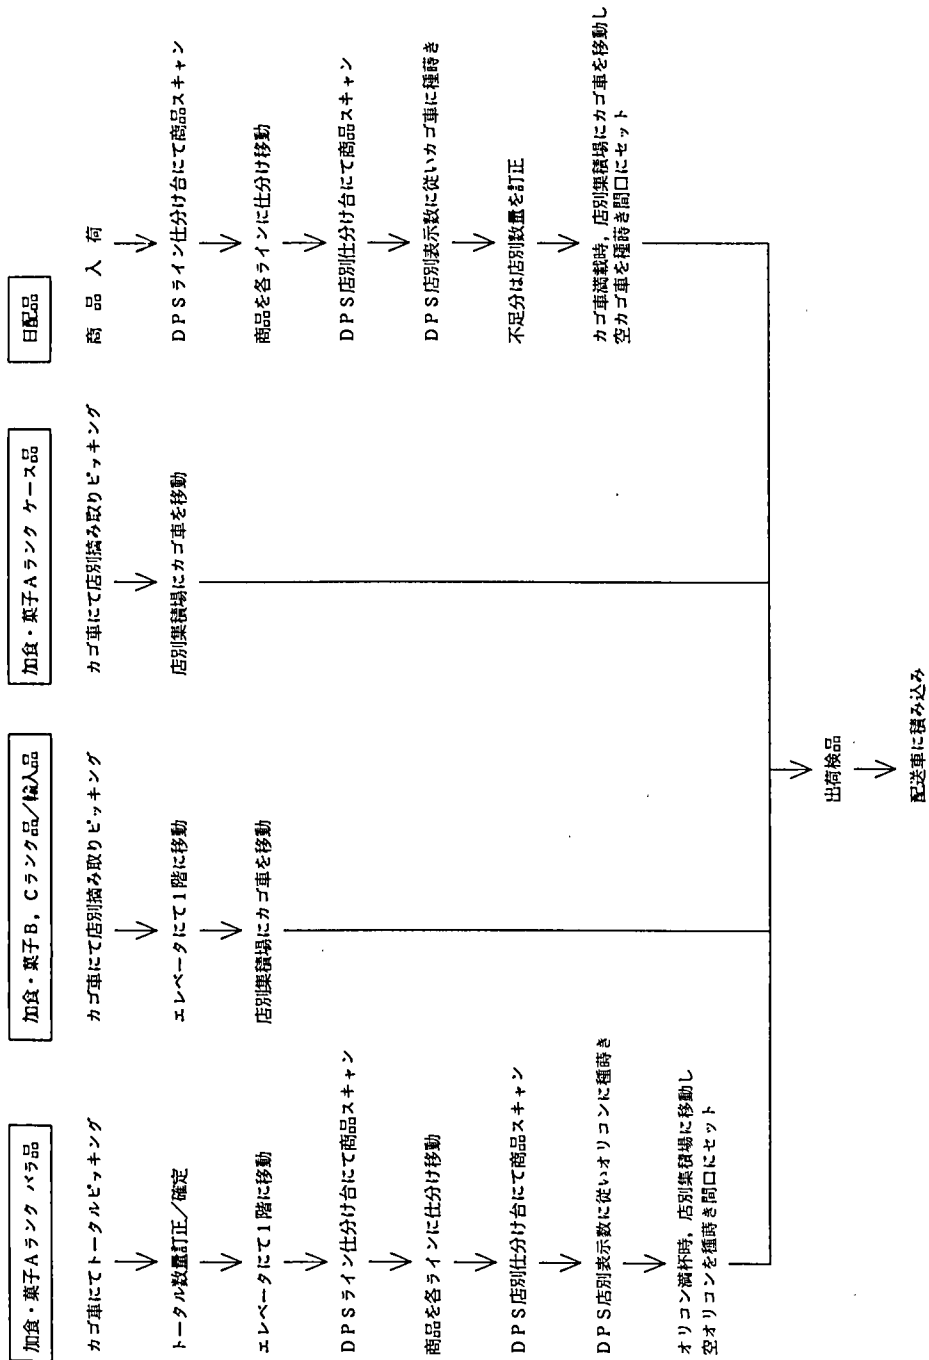 加食・菓子Aランク バラ品
カゴ車にてトータルピッキング
トータル数量訂正/確定
エレベータにて1階に移動
DPSライン仕分け台にて商品スキャン
商品を各ラインに仕分け移動
DPS店別仕分け台にて商品スキャン
DPS店別表示数に従いオリコンに種蒔き
オリコン満杯時,店別集積場に移動し
空オリコンを種蒔き間口にセット
加食・菓子B,Cランク品/輸入品
カゴ車にて店別摘み取りピッキング
エレベータにて1階に移動
店別集積場にカゴ車を移動
加食・菓子Aランク ケース品
カゴ車にて店別摘み取りピッキング
店別集積場にカゴ車を移動
日配品
商品入荷
DPSライン仕分け台にて商品スキャン
商品を各ラインに仕分け移動
DPS店別仕分け台にて商品スキャン
DPS店別表示数に従いカゴ車に種蒔き
不足分は店別数量を訂正
カゴ車満載時,店別集積場にカゴ車を移動し
空カゴ車を種蒔き間口にセット
出荷検品
配送車に積み込み